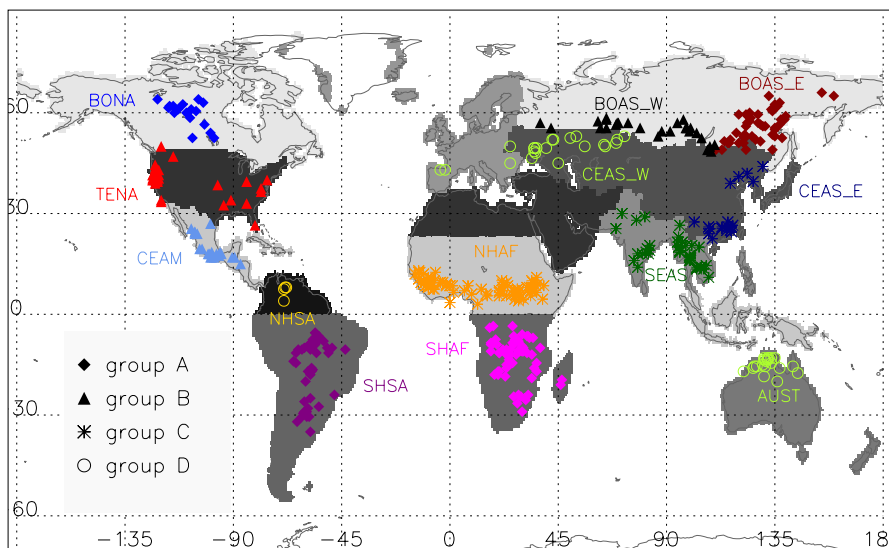 BOAS_E
BONA
BOAS_W
60
TENA
CEAS_W
CEAS_E
30
CEAM
NHAF
SEAS
0
NHSA
SHAF
group A
SHSA
AUST
group B
30
group C
group D
60
−135 −90 −45 0 45 90 135 18